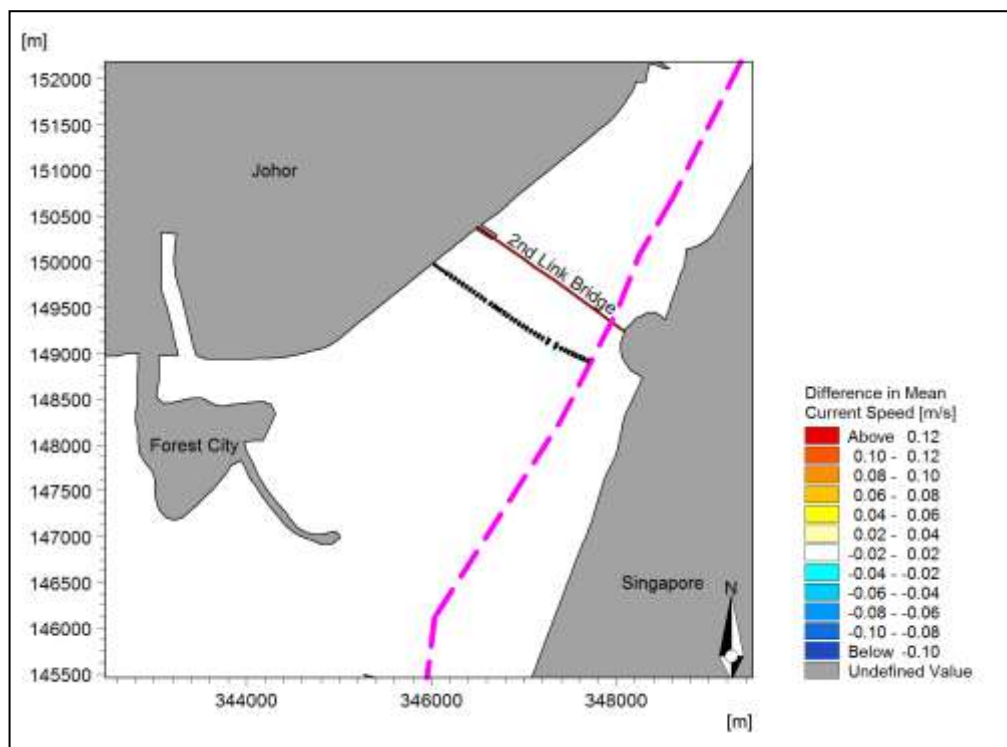 [m]
152000
151500
151000
150500
150000
149500
149000
148500
148000
147500
147000
146500
146000
145500
Johor
2nd Link Bridge
Forest City
Singapore
N
344000
346000
348000
[m]
Difference in Mean
Current Speed [m/s]
Above 0.12
0.10 - 0.12
0.08 - 0.10
0.06 - 0.08
0.04 - 0.06
0.02 - 0.04
-0.02 - 0.02
-0.04 - -0.02
-0.06 - -0.04
-0.08 - -0.06
-0.10 - -0.08
Below -0.10
Undefined Value